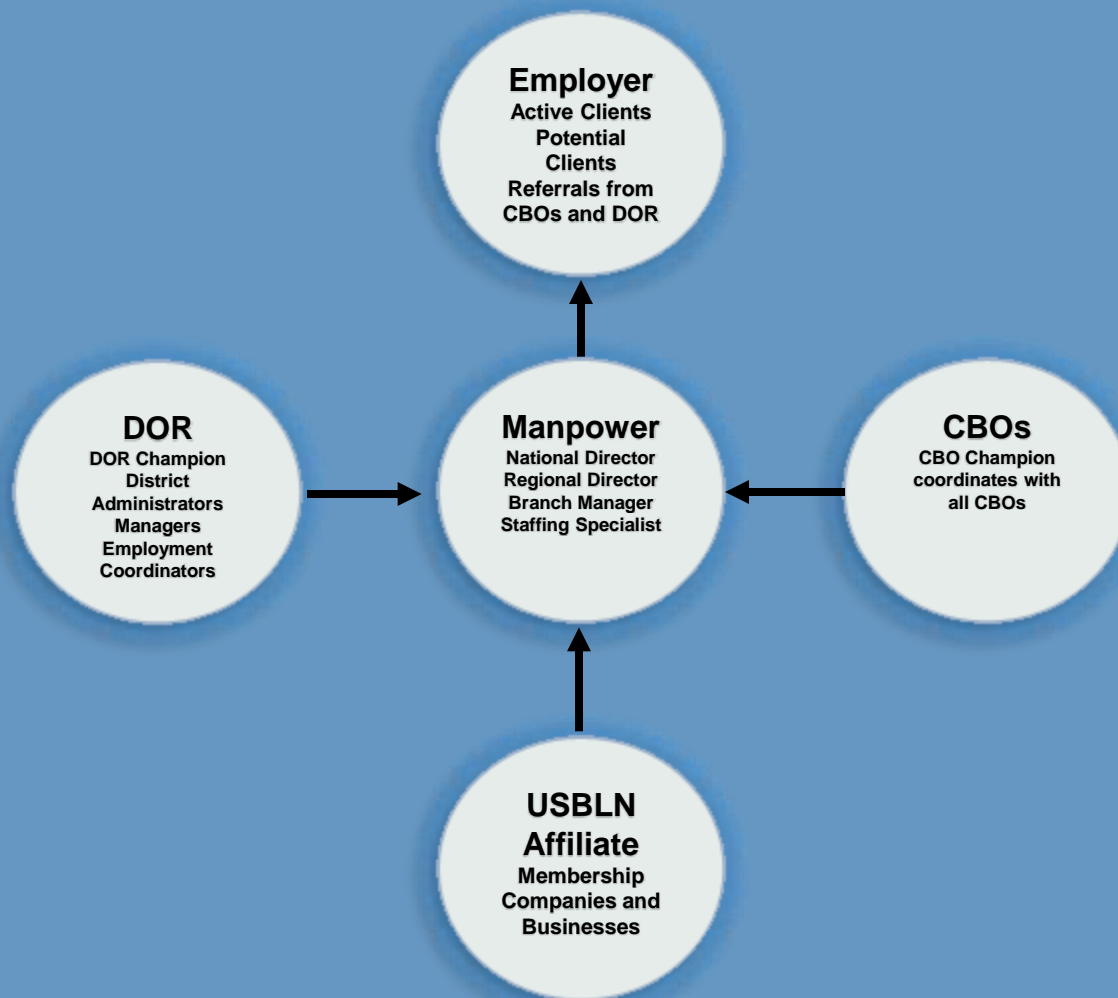 Employer
Active Clients
Potential
Clients
Referrals from
CBOs and DOR
DOR
DOR Champion
District
Administrators
Managers
Employment
Coordinators
Manpower
National Director
Regional Director
Branch Manager
Staffing Specialist
CBOs
CBO Champion
coordinates with
all CBOs
USBLN
Affiliate
Membership
Companies and
Businesses